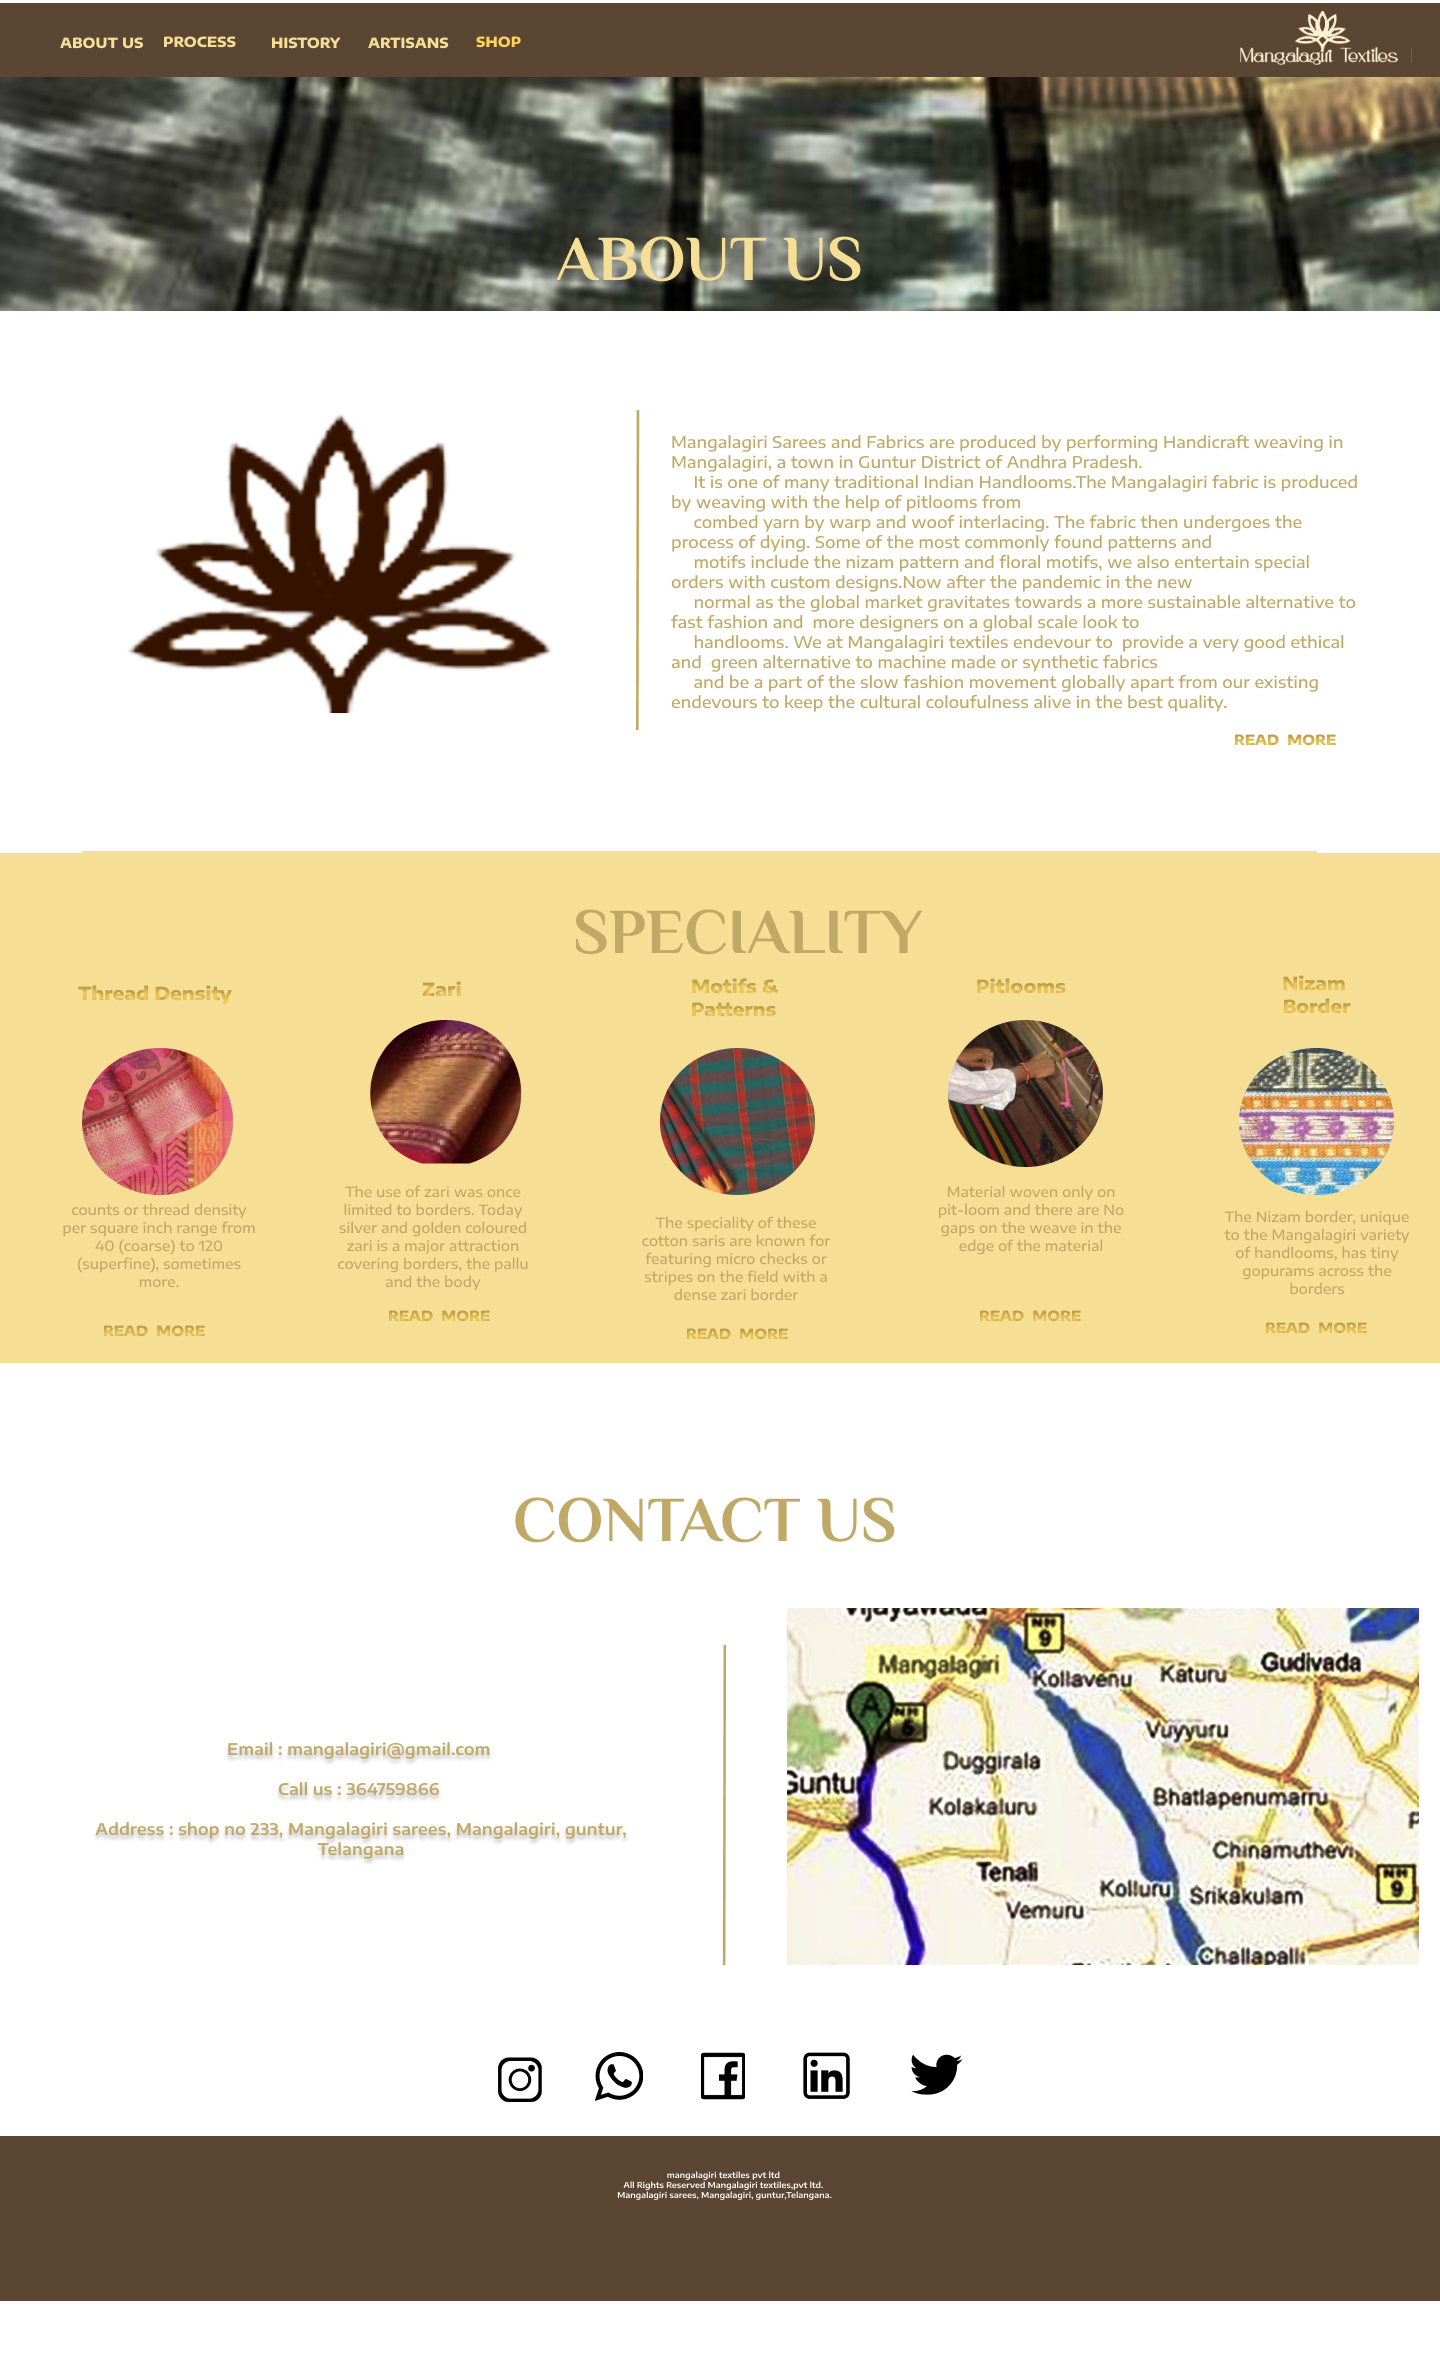 ABOUT US PROCESS HISTORY ARTISANS SHOP
Mangalagiri Textiles
ABOUT US
Mangalagiri Sarees and Fabrics are produced by performing Handicraft weaving in
Mangalagiri, a town in Guntur District of Andhra Pradesh.
It is one of many traditional Indian Handlooms.The Mangalagiri fabric is produced
by weaving with the help of pitlooms from
combed yarn by warp and woof interlacing. The fabric then undergoes the
process of dying. Some of the most commonly found patterns and
motifs include the nizam pattern and floral motifs, we also entertain special
orders with custom designs.Now after the pandemic in the new
normal as the global market gravitates towards a more sustainable alternative to
fast fashion and more designers on a global scale look to
handlooms. We at Mangalagiri textiles endevour to provide a very good ethical
and green alternative to machine made or synthetic fabrics
and be a part of the slow fashion movement globally apart from our existing
endevours to keep the cultural coloufulness alive in the best quality.
READ MORE
SPECIALITY
Thread Density
counts or thread density
per square inch range from
40 (coarse) to 120
(superfine), sometimes
more.
READ MORE
Zari
The use of zari was once
limited to borders. Today
silver and golden coloured
zari is a major attraction
covering borders, the pallu
and the body
READ MORE
Motifs &
Patterns
The speciality of these
cotton saris are known for
featuring micro checks or
stripes on the field with a
dense zari border
READ MORE
Pitlooms
Material woven only on
pit-loom and there are No
gaps on the weave in the
edge of the material
READ MORE
Nizam
Border
The Nizam border, unique
to the Mangalagiri variety
of handlooms, has tiny
gopurams across the
borders
READ MORE
CONTACT US
Email : mangalagiri@gmail.com
Call us : 364759866
Address : shop no 233, Mangalagiri sarees, Mangalagiri, guntur,
Telangana
Vijayawada
NH 9
Mangalagiri
Kollavenu
Katuru
Gudivada
A
NH 6
Vuyyuru
Duggirala
Guntur
Kolakaluru
Bhatlapenumarru
Chinamuthevi
Tenali
Kolluru
Srikakulam
NH 9
Vemuru
Challapalli
in
mangalagiri textiles pvt ltd
All Rights Reserved Mangalagiri textiles,pvt ltd.
Mangalagiri sarees, Mangalagiri, guntur,Telangana.